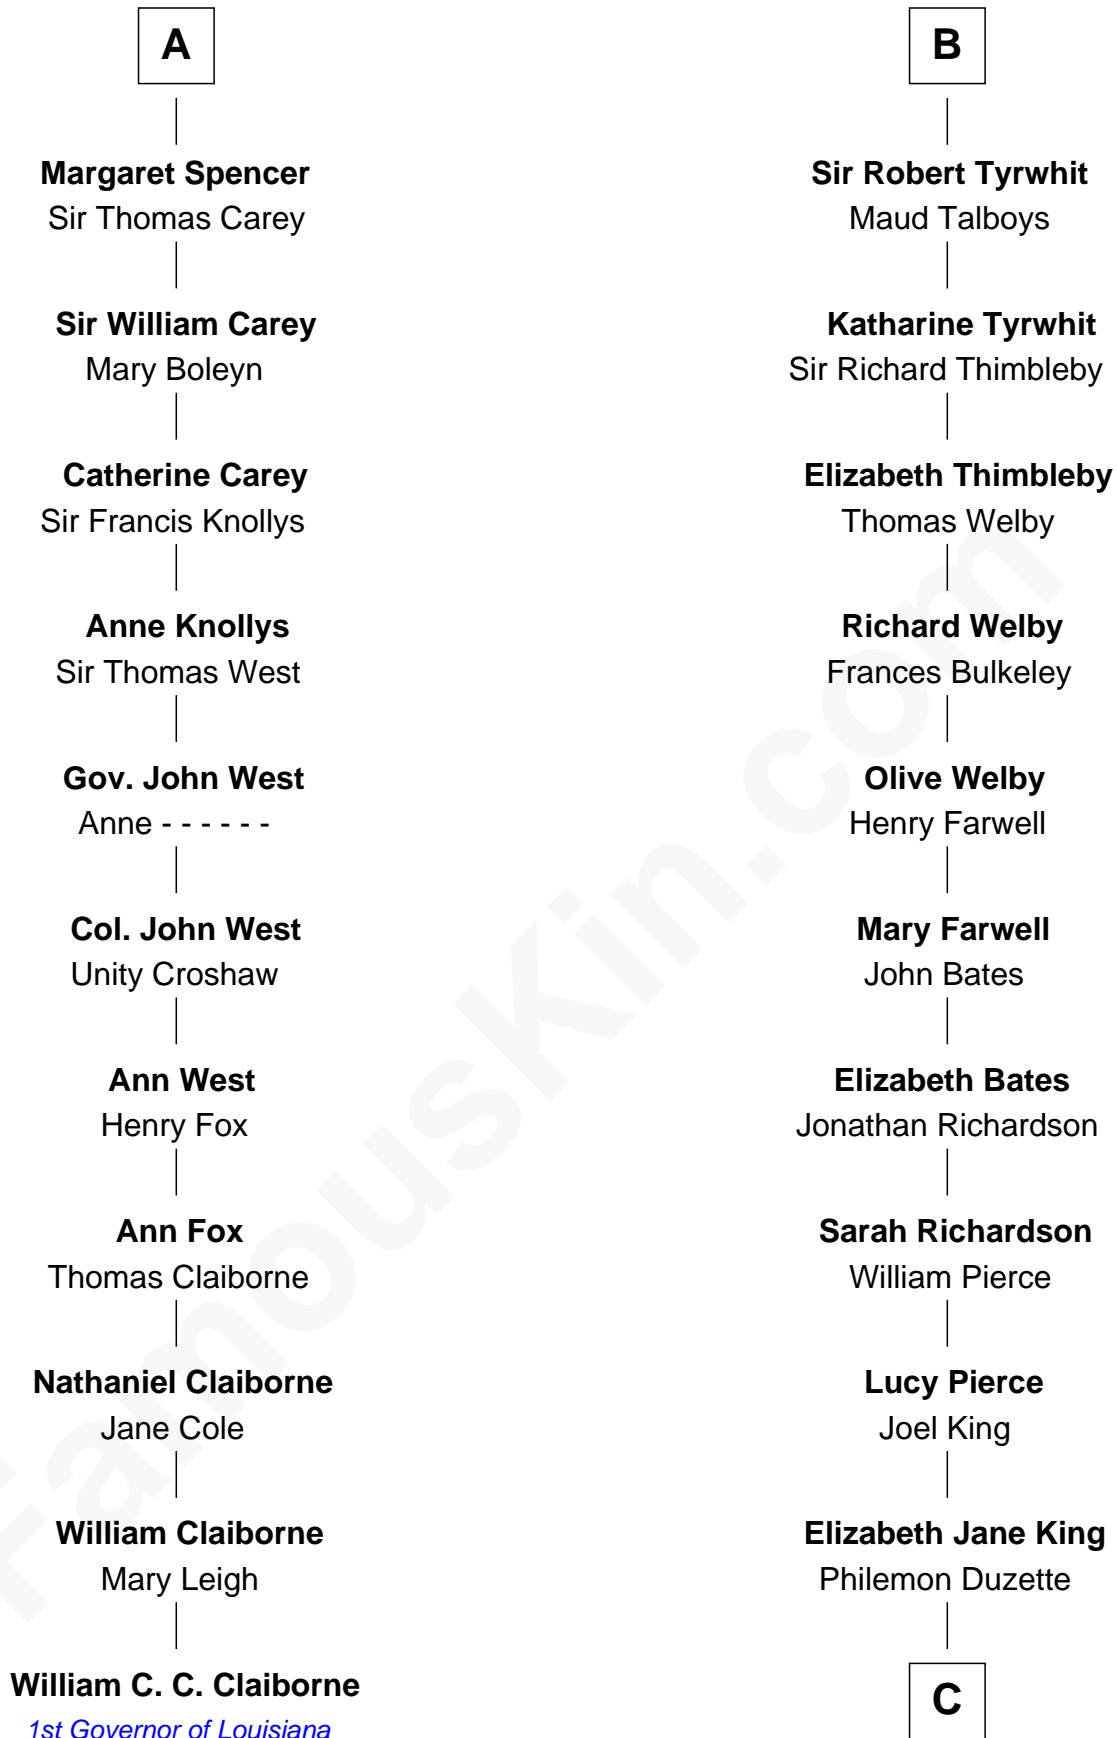 A
Margaret Spencer
Sir Thomas Carey
Sir William Carey
Mary Boleyn
Catherine Carey
Sir Francis Knollys
Anne Knollys
Sir Thomas West
Gov. John West
Anne - - - - - -
Col. John West
Unity Croshaw
Ann West
Henry Fox
Ann Fox
Thomas Claiborne
Nathaniel Claiborne
Jane Cole
William Claiborne
Mary Leigh
William C. C. Claiborne
1st Governor of Louisiana
B
Sir Robert Tyrwhit
Maud Talboys
Katharine Tyrwhit
Sir Richard Thimbleby
Elizabeth Thimbleby
Thomas Welby
Richard Welby
Frances Bulkeley
Olive Welby
Henry Farwell
Mary Farwell
John Bates
Elizabeth Bates
Jonathan Richardson
Sarah Richardson
William Pierce
Lucy Pierce
Joel King
Elizabeth Jane King
Philemon Duzette
C
FamousKin.com